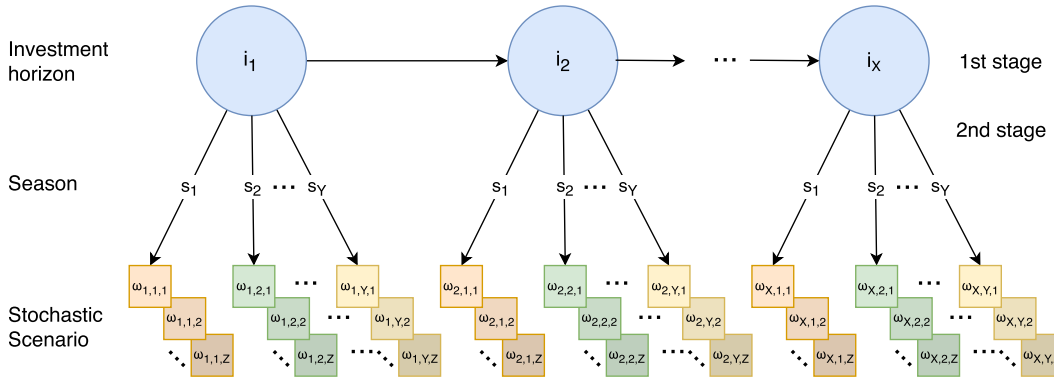 Investment
horizon
i1
i2
...
iX
1st stage
2nd stage
Season
s1
s2
...
sY
s1
s2
...
sY
s1
s2
...
sY
Stochastic
Scenario
ω1,1,1
ω1,2,1
...
ω1,Y,1
ω2,1,1
ω2,2,1
...
ω2,Y,1
ωX,1,1
ωX,2,1
...
ωX,Y,1
ω1,1,2
ω1,2,2
...
ω1,Y,2
ω2,1,2
ω2,2,2
...
ω2,Y,2
ωX,1,2
ωX,2,2
...
ωX,Y,2
ω1,1,Z
ω1,2,Z
...
ω1,Y,Z
ω2,1,Z
ω2,2,Z
...
ω2,Y,Z
ωX,1,Z
ωX,2,Z
...
ωX,Y,